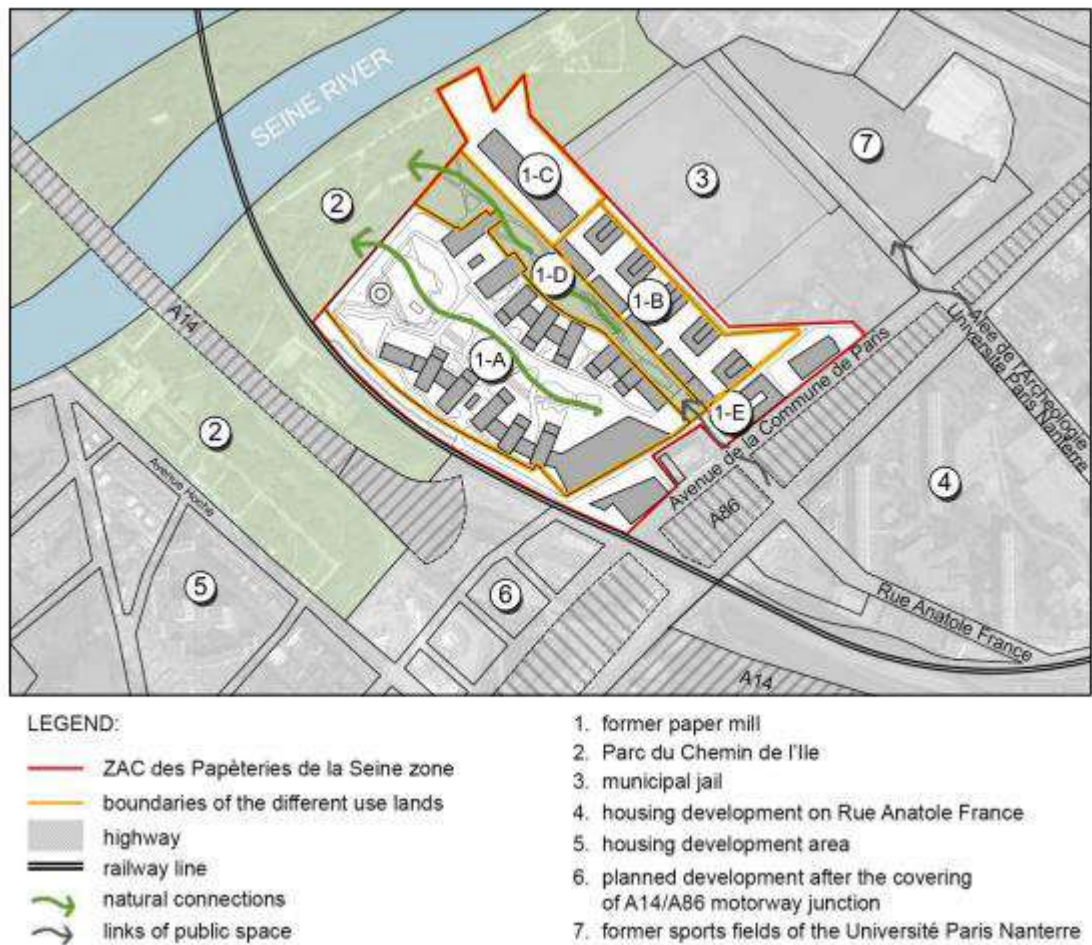 SEINE RIVER
7
1-C
3
2
1-D
1-B
A14
1-A
Alee de l'Archeologie
Université Paris Nanterre
Université Paris Nanterre
1-E
Avenue de la Commune de Paris
2
Avenue Hoche
A86
4
5
6
Rue Anatole France
A14
LEGEND:
ZAC des Papèteries de la Seine zone
boundaries of the different use lands
highway
railway line
natural connections
links of public space
1. former paper mill
2. Parc du Chemin de l'Ile
3. municipal jail
4. housing development on Rue Anatole France
5. housing development area
6. planned development after the covering
of A14/A86 motorway junction
7. former sports fields of the Université Paris Nanterre